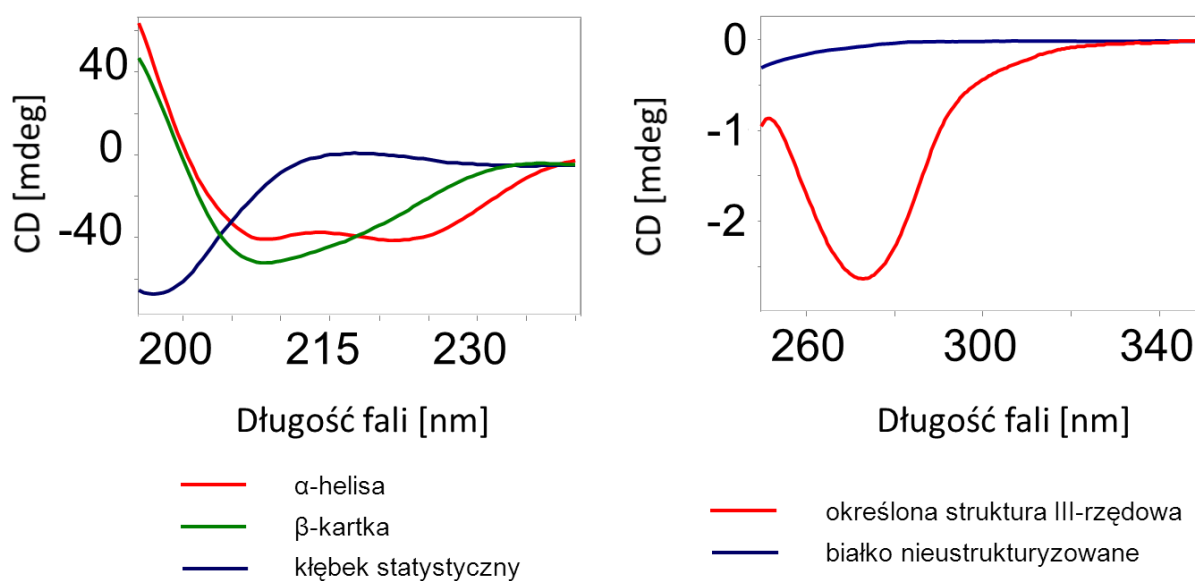 CD [mdeg]
40
0
-40
200 215 230
Długość fali [nm]
α-helisa
β-kartka
kłębek statystyczny
CD [mdeg]
0
-1
-2
260 300 340
Długość fali [nm]
określona struktura III-rzędowa
białko nieustrukturyzowane